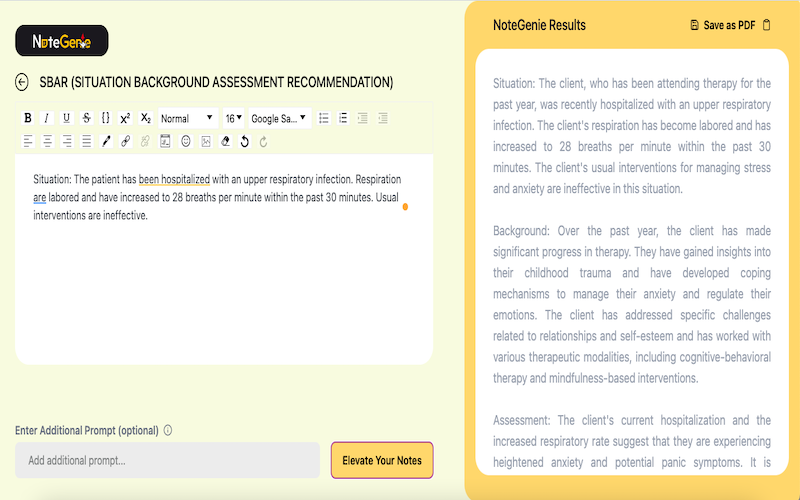 NoteGenie
SBAR (SITUATION BACKGROUND ASSESSMENT RECOMMENDATION)
B I U S {} X² X₂ Normal 16 Google Sa...
Situation: The patient has been hospitalized with an upper respiratory infection. Respiration
are labored and have increased to 28 breaths per minute within the past 30 minutes. Usual
interventions are ineffective.
Enter Additional Prompt (optional)
Add additional prompt...
Elevate Your Notes
NoteGenie Results
Save as PDF
Situation: The client, who has been attending therapy for the
past year, was recently hospitalized with an upper respiratory
infection. The client's respiration has become labored and has
increased to 28 breaths per minute within the past 30
minutes. The client's usual interventions for managing stress
and anxiety are ineffective in this situation.
Background: Over the past year, the client has made
significant progress in therapy. They have gained insights into
their childhood trauma and have developed coping
mechanisms to manage their anxiety and regulate their
emotions. The client has addressed specific challenges
related to relationships and self-esteem and has worked with
various therapeutic modalities, including cognitive-behavioral
therapy and mindfulness-based interventions.
Assessment: The client's current hospitalization and the
increased respiratory rate suggest that they are experiencing
heightened anxiety and potential panic symptoms. It is